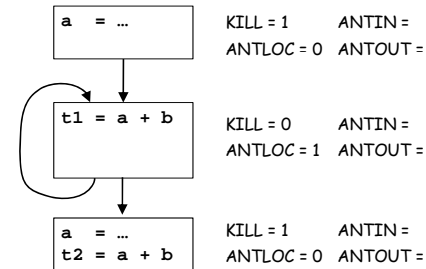 a = … KILL = 1 ANTIN =
ANTLOC = 0 ANTOUT =
t1 = a + b
KILL = 0 ANTIN =
ANTLOC = 1 ANTOUT =
a = … KILL = 1 ANTIN =
t2 = a + b ANTLOC = 0 ANTOUT =